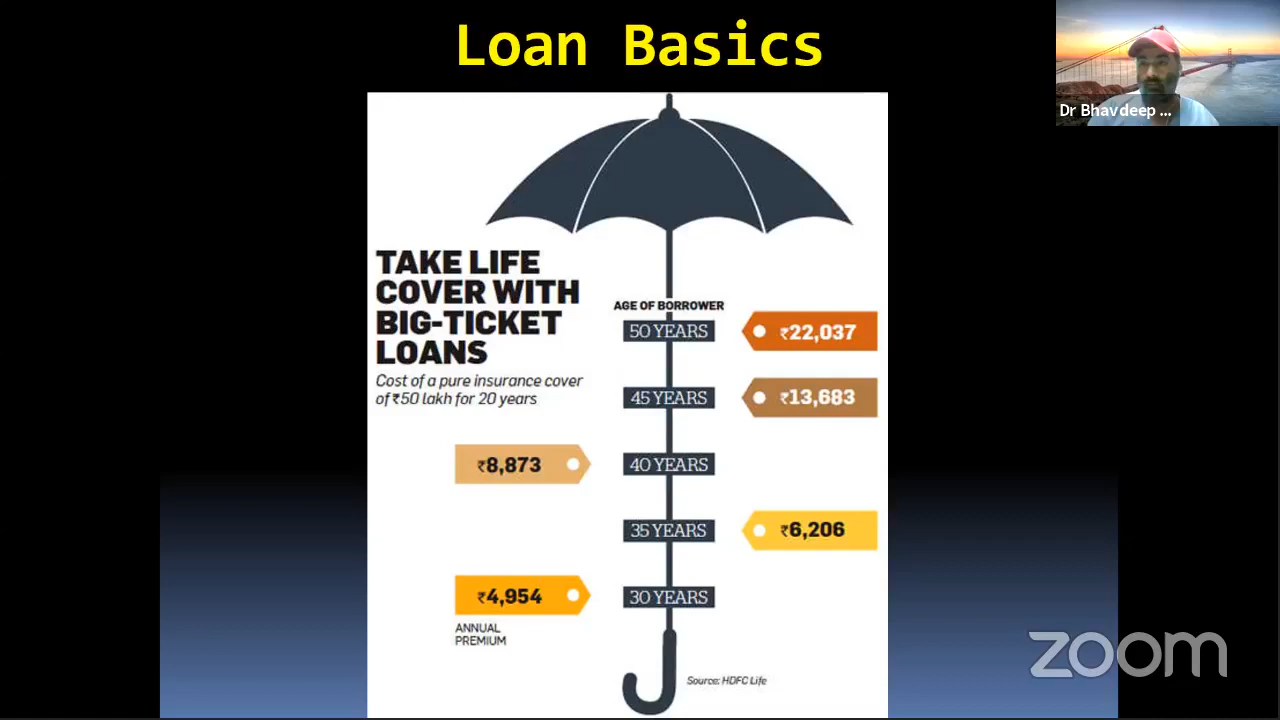 Loan Basics
Dr Bhavdeep ...
TAKE LIFE
COVER WITH
BIG-TICKET
LOANS
Cost of a pure insurance cover
of ₹50 lakh for 20 years
AGE OF BORROWER
50 YEARS
₹22,037
45 YEARS
₹13,683
₹8,873
40 YEARS
35 YEARS
₹6,206
₹4,954
30 YEARS
ANNUAL
PREMIUM
Source: HDFC Life
zoom